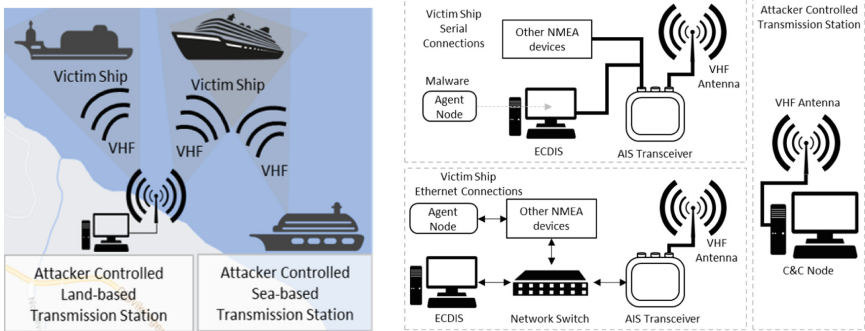 Victim Ship
Victim Ship
VHF
VHF
VHF
Attacker Controlled
Land-based
Transmission Station
Attacker Controlled
Sea-based
Transmission Station
Victim Ship
Serial
Connections
Other NMEA
devices
VHF
Antenna
Malware
Agent
Node
ECDIS
AIS Transceiver
Victim Ship
Ethernet Connections
Agent
Node
Other NMEA
devices
VHF
Antenna
ECDIS
Network Switch
AIS Transceiver
Attacker Controlled
Transmission Station
VHF Antenna
C&C Node